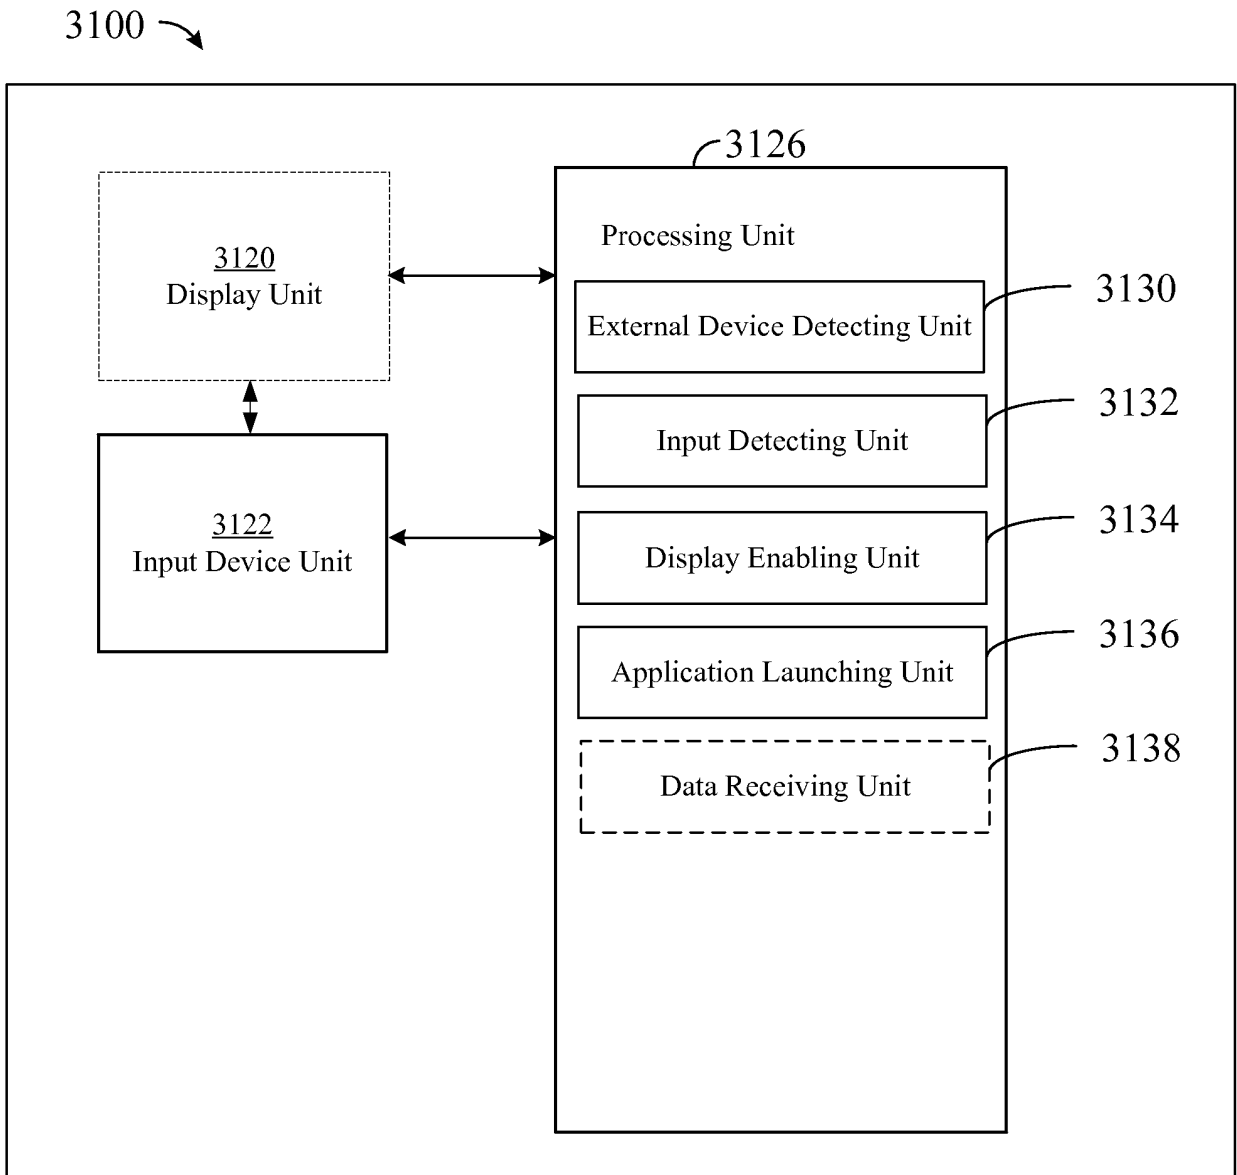 3100
3126
3120
Display Unit
Processing Unit
3130
External Device Detecting Unit
3132
Input Detecting Unit
3122
Input Device Unit
3134
Display Enabling Unit
3136
Application Launching Unit
3138
Data Receiving Unit